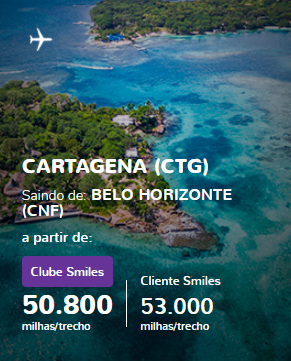 CARTAGENA (CTG)
Saindo de: BELO HORIZONTE
(CNF)
a partir de:
Clube Smiles
50.800
milhas/trecho
Cliente Smiles
53.000
milhas/trecho